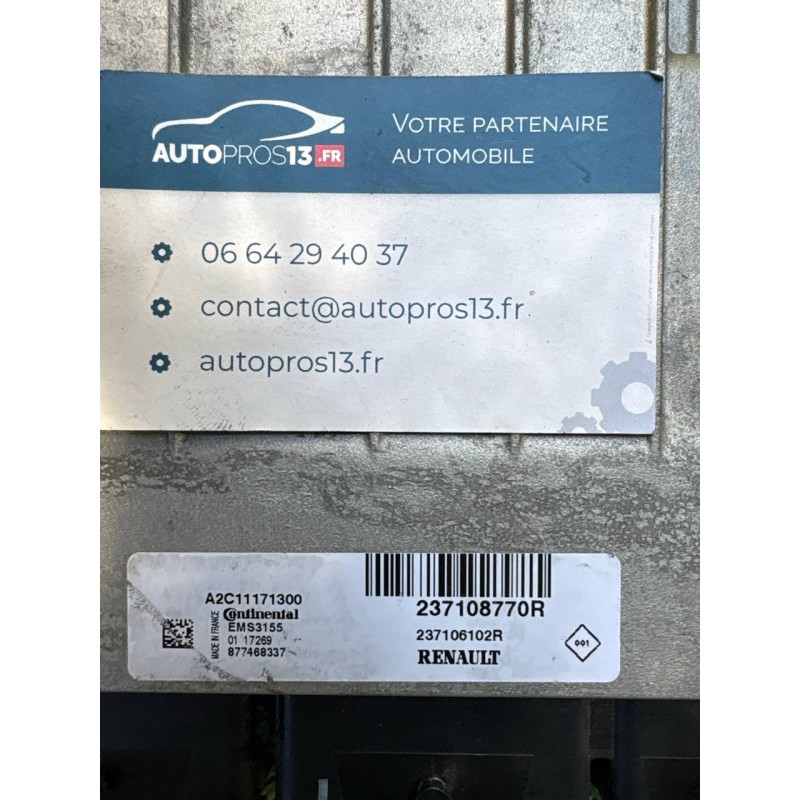 AUTOPROS13.FR
VOTRE PARTENAIRE
AUTOMOBILE
06 64 29 40 37
contact@autopros13.fr
autopros13.fr
A2C11171300
Continental
EMS3155
01 17269
877468337
MADE IN FRANCE
237108770R
237106102R
RENAULT
001